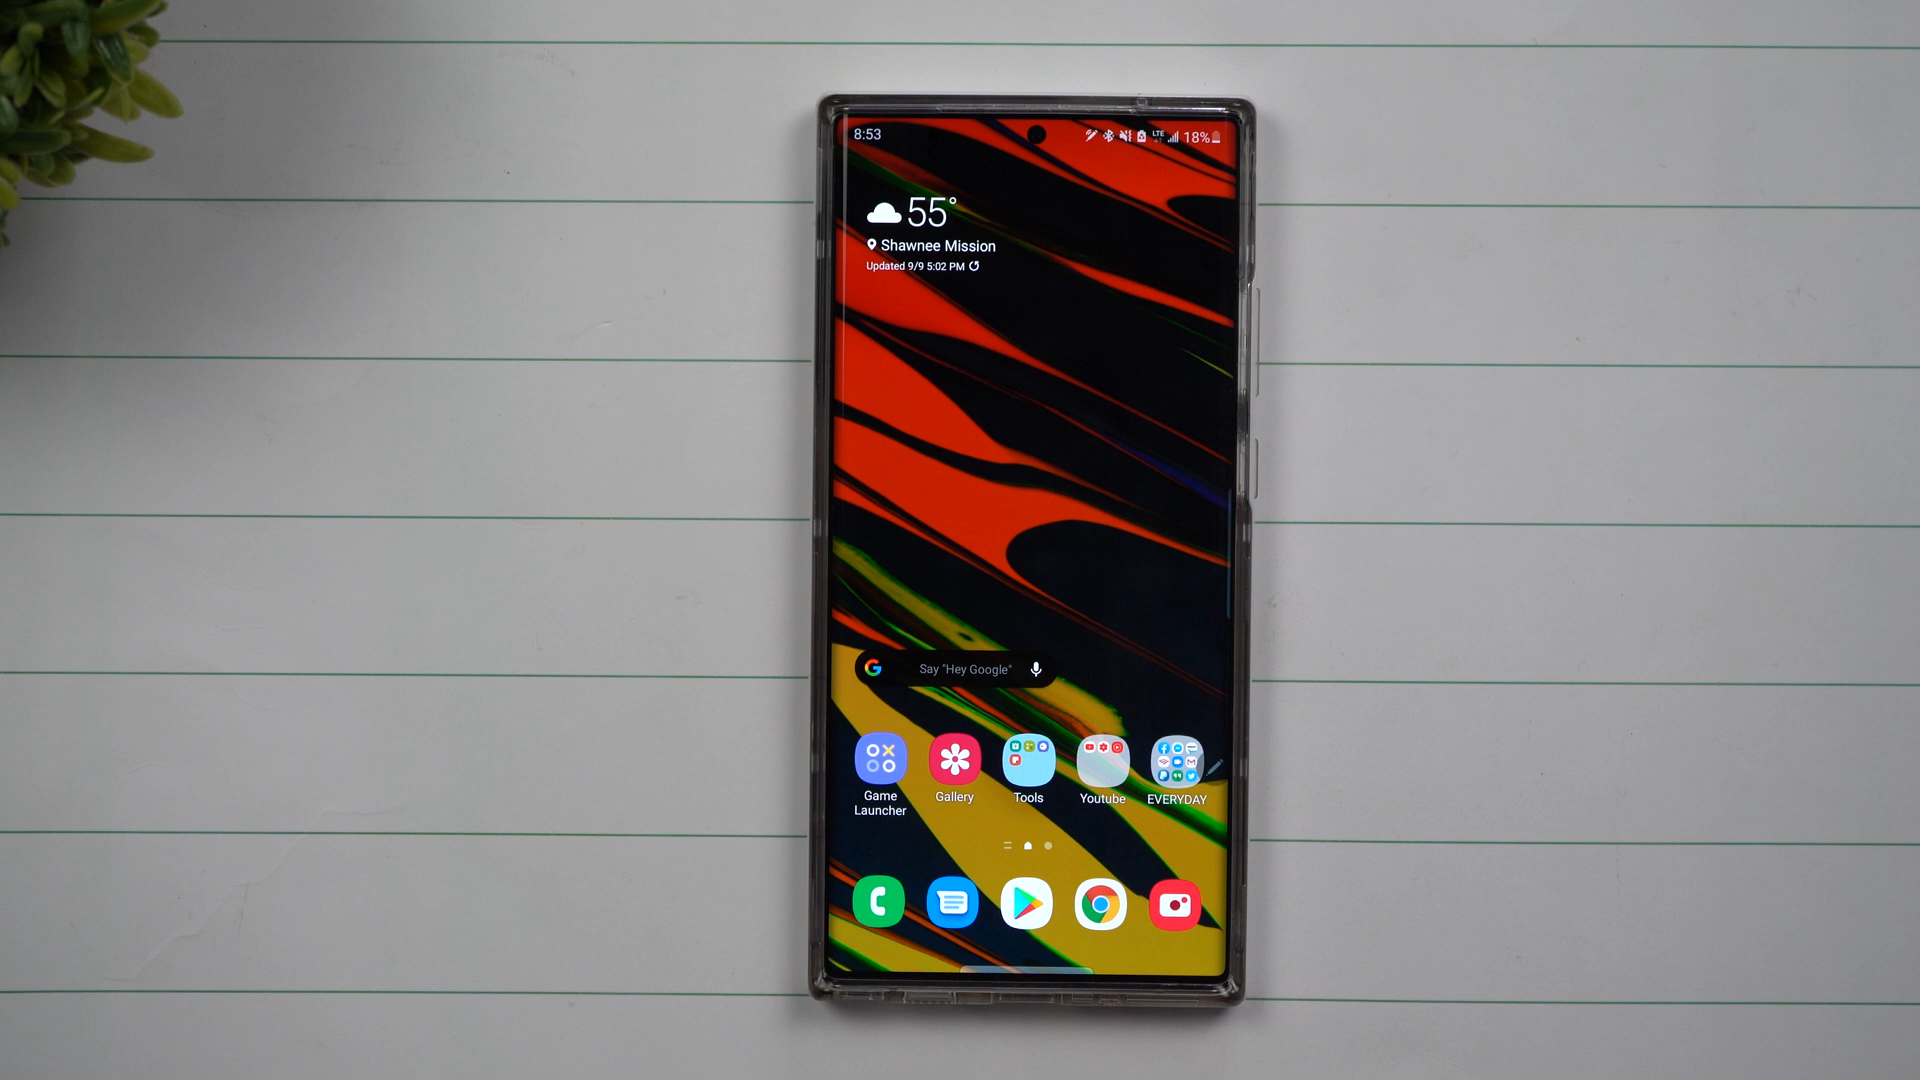 8:53
LTE
18%
55°
Shawnee Mission
Updated 9/9 5:02 PM
Say "Hey Google"
Game
Launcher
Gallery
Tools
Youtube
EVERYDAY